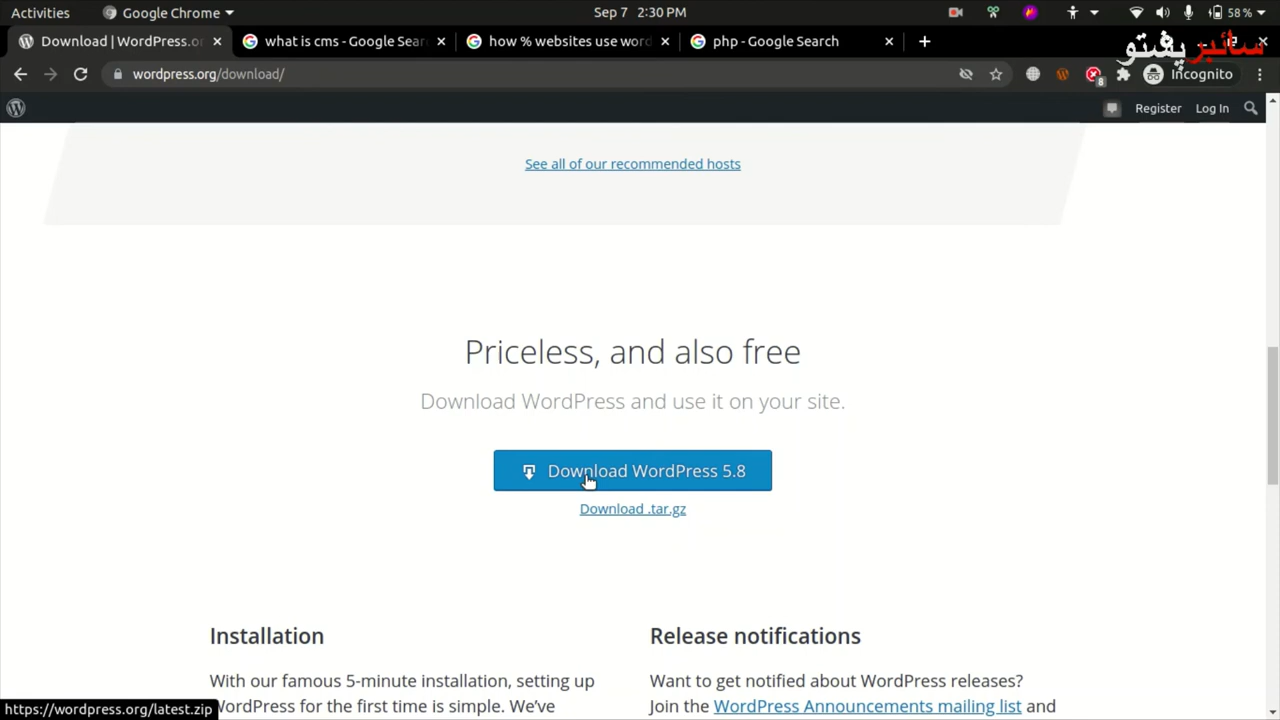 Activities
Google Chrome
Sep 7 2:30 PM
58 %
Download | WordPress.or
what is cms - Google Sear
how % websites use word
php - Google Search
سائبر پښتو
wordpress.org/download/
8
Incognito
Register
Log In
See all of our recommended hosts
Priceless, and also free
Download WordPress and use it on your site.
Download WordPress 5.8
Download .tar.gz
Installation
With our famous 5-minute installation, setting up
WordPress for the first time is simple. We've
Release notifications
Want to get notified about WordPress releases?
Join the WordPress Announcements mailing list and
https://wordpress.org/latest.zip